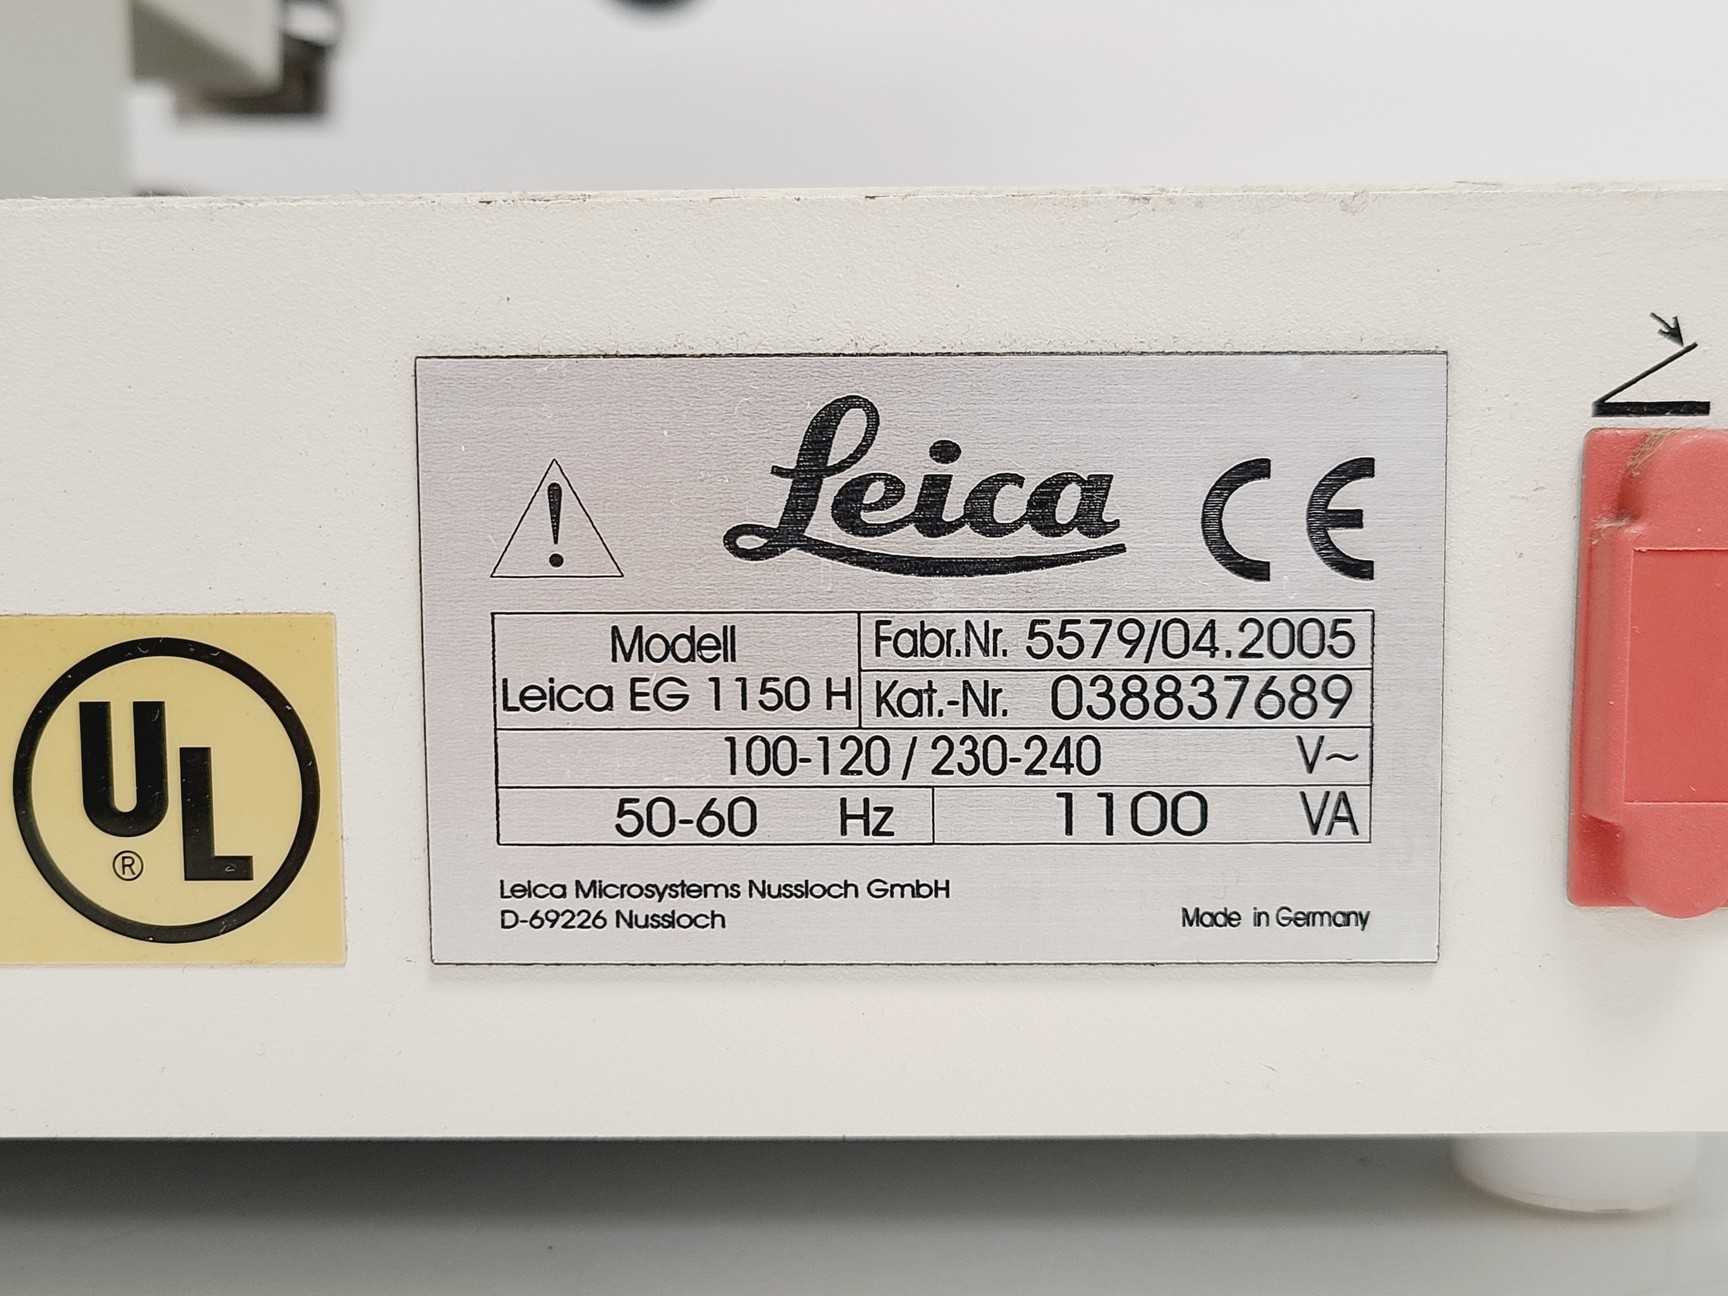 Leica CE
Modell
Leica EG 1150 H
Fabr.Nr. 5579/04.2005
Kat.-Nr. 038837689
100-120 / 230-240 V~
50-60 Hz 1100 VA
Leica Microsystems Nussloch GmbH
D-69226 Nussloch
Made in Germany
UL
®